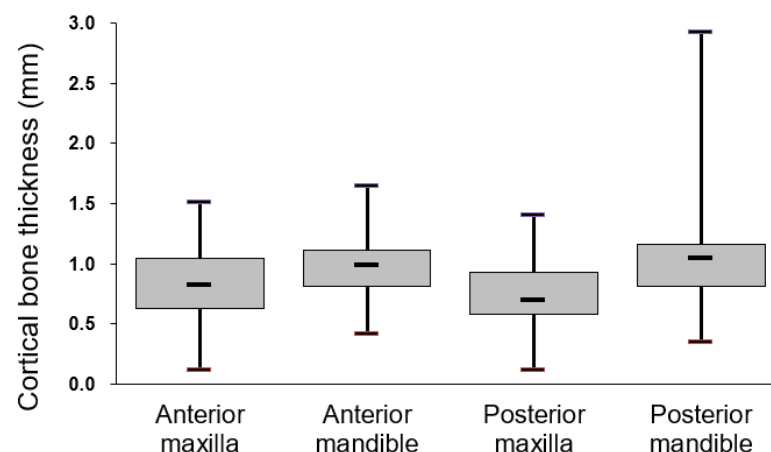 Cortical bone thickness (mm)
3.0
2.5
2.0
1.5
1.0
0.5
0.0
Anterior maxilla
Anterior mandible
Posterior maxilla
Posterior mandible